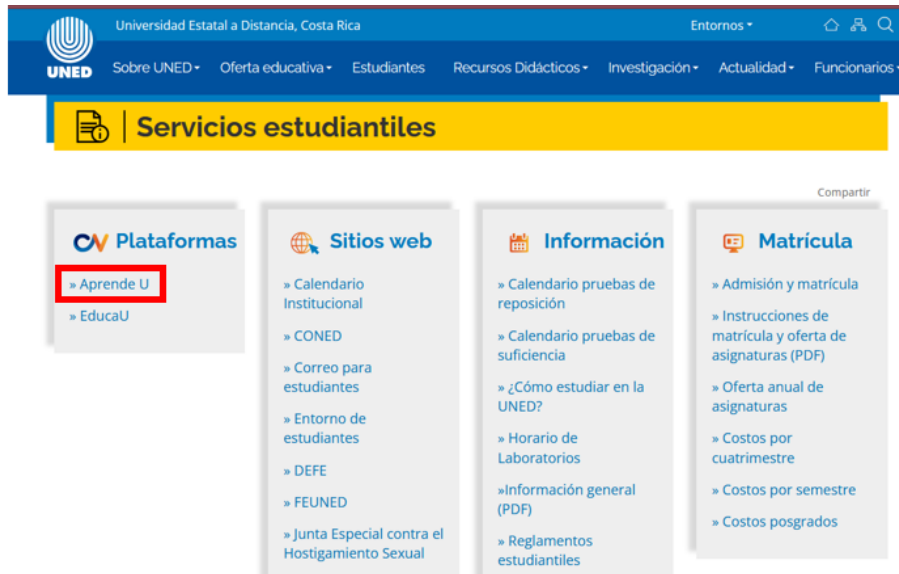 Universidad Estatal a Distancia, Costa Rica
Entornos
UNED
Sobre UNED
Oferta educativa
Estudiantes
Recursos Didácticos
Investigación
Actualidad
Funcionarios
Servicios estudiantiles
Compartir
Plataformas
» Aprende U
» EducaU
Sitios web
» Calendario
Institucional
» CONED
» Correo para
estudiantes
» Entorno de
estudiantes
» DEFE
» FEUNED
» Junta Especial contra el
Hostigamiento Sexual
Información
» Calendario pruebas de
reposición
» Calendario pruebas de
suficiencia
» ¿Cómo estudiar en la
UNED?
» Horario de
Laboratorios
»Información general
(PDF)
» Reglamentos
estudiantiles
Matrícula
» Admisión y matrícula
» Instrucciones de
matrícula y oferta de
asignaturas (PDF)
» Oferta anual de
asignaturas
» Costos por
cuatrimestre
» Costos por semestre
» Costos posgrados